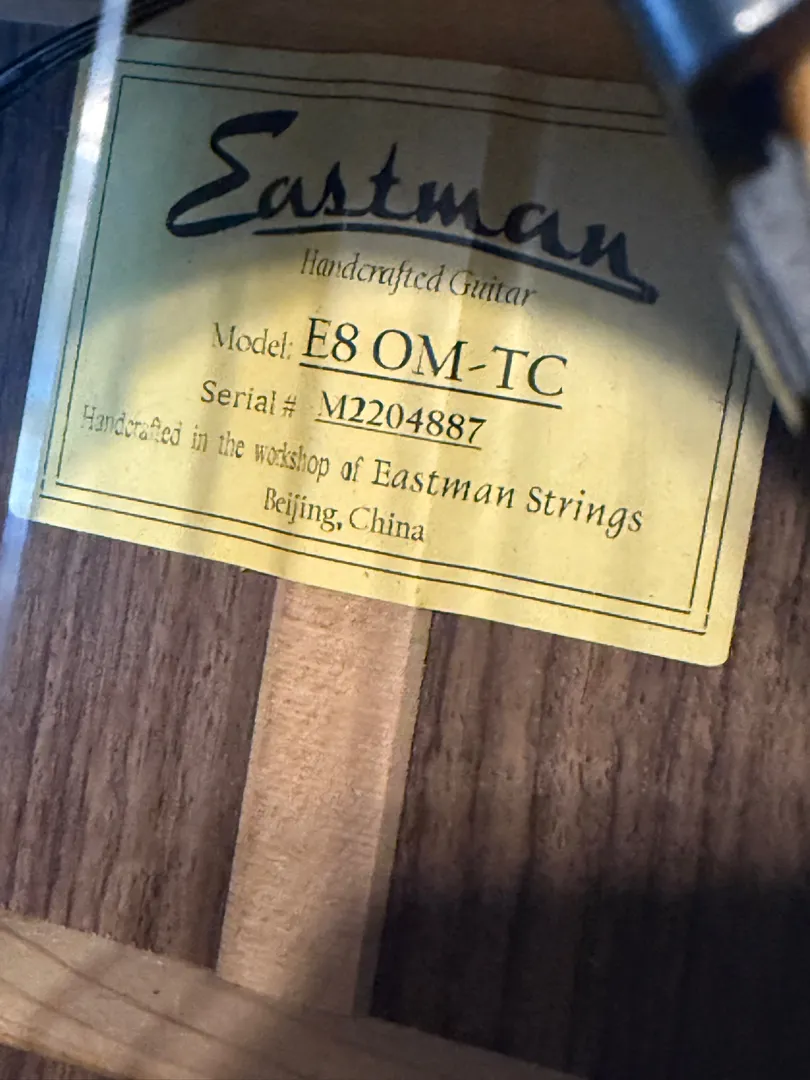 Eastman
Handcrafted Guitar
Model: E8 OM-TC
Serial # M2204887
Handcrafted in the workshop of Eastman Strings
Beijing, China